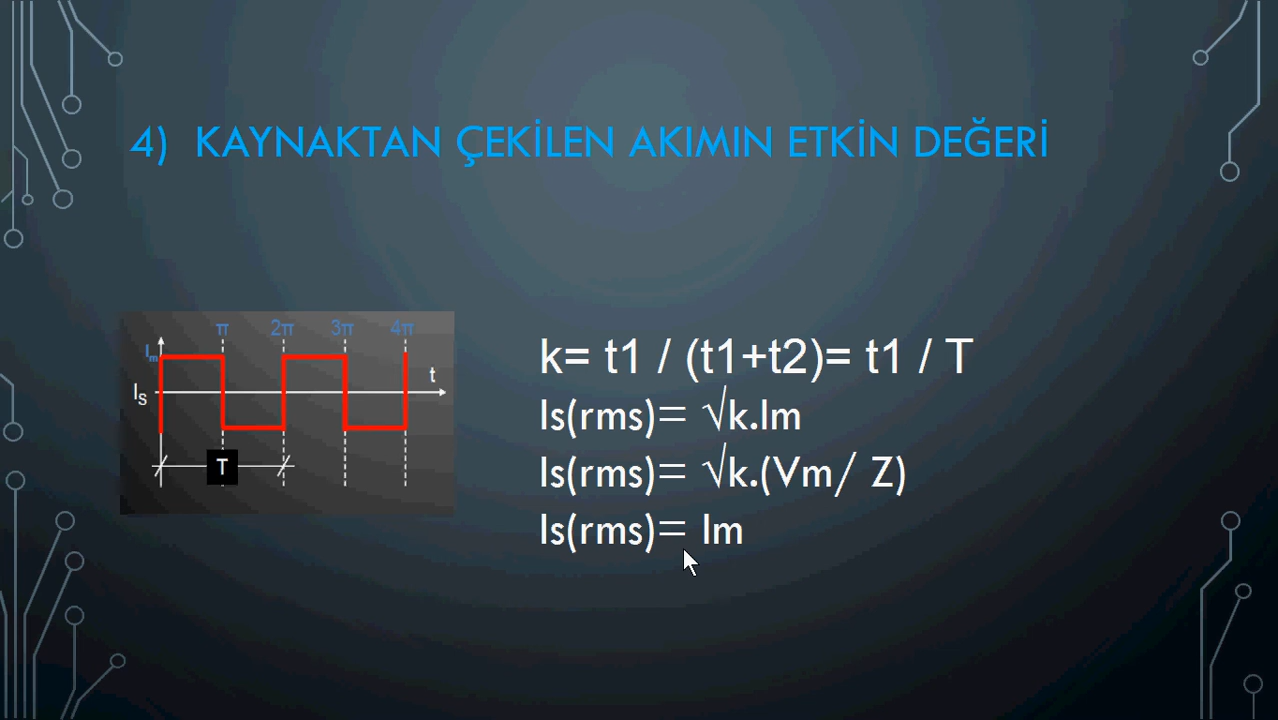 4) KAYNAKTAN ÇEKİLEN AKIMIN ETKİN DEĞERİ
π 2π 3π 4π
Im
t
IS
T
k= t1 / (t1+t2)= t1 / T
Is(rms)= √k.Im
Is(rms)= √k.(Vm/ Z)
Is(rms)= Im